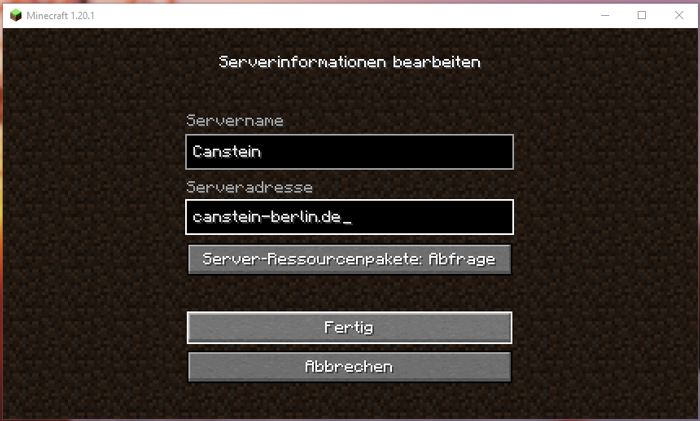 Minecraft 1.20.1
Serverinformationen bearbeiten
Servername
Canstein
Serveradresse
canstein-berlin.de_
Server-Ressourcenpakete: Abfrage
Fertig
Abbrechen